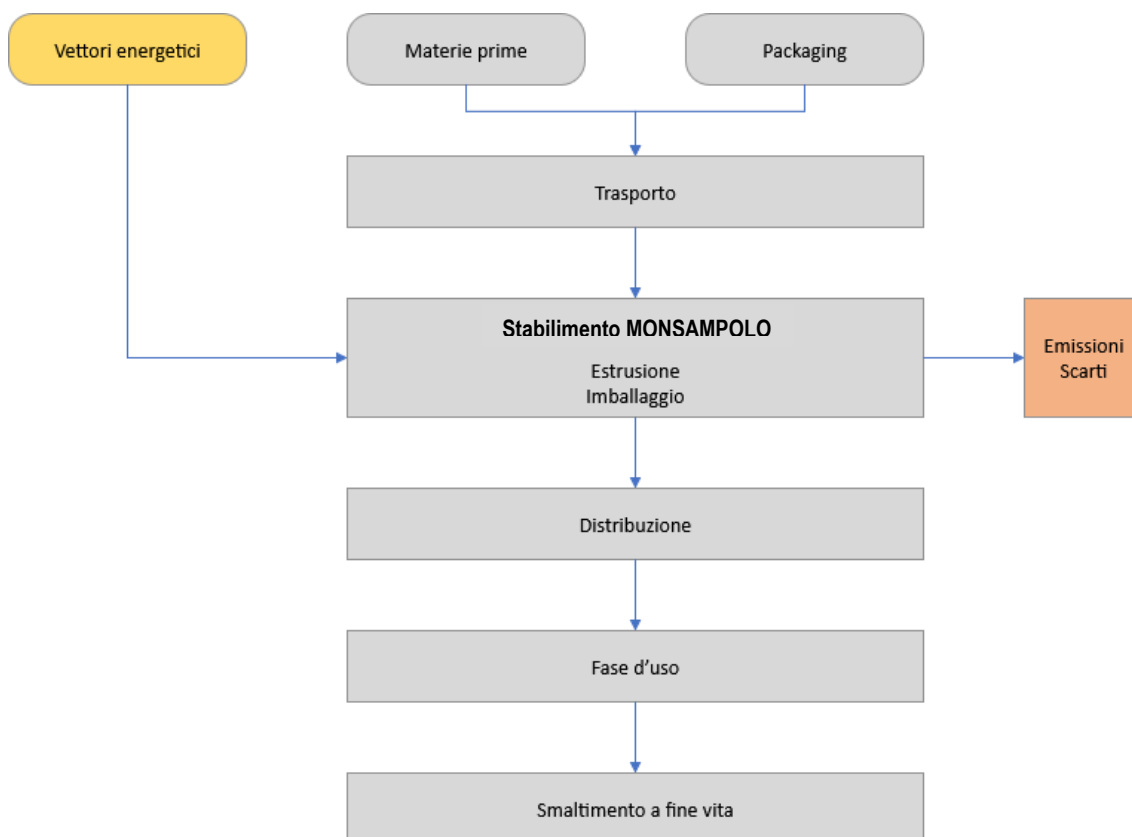 Vettori energetici
Materie prime
Packaging
Trasporto
Stabilimento MONSAMPOLO
Estrusione
Imballaggio
Emissioni
Scarti
Distribuzione
Fase d’uso
Smaltimento a fine vita